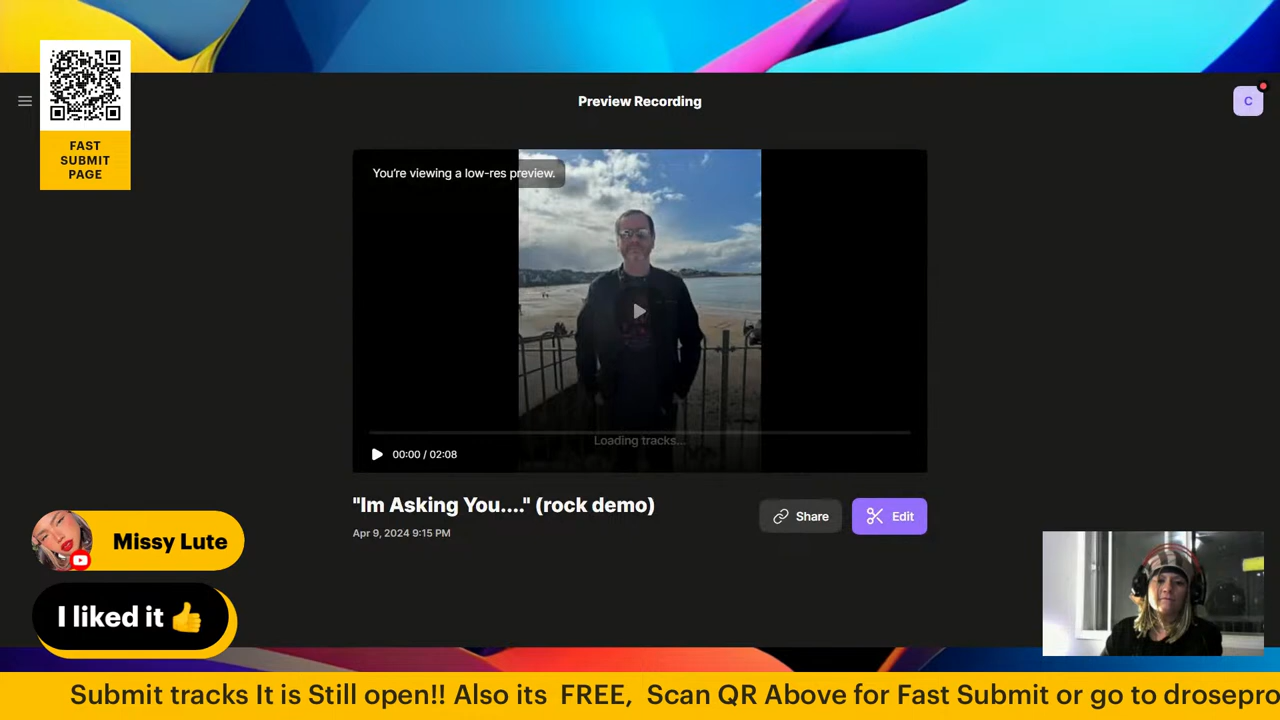 FAST
SUBMIT
PAGE
Preview Recording
C
You're viewing a low-res preview.
Loading tracks...
00:00 / 02:08
"Im Asking You...." (rock demo)
Apr 9, 2024 9:15 PM
Share
Edit
Missy Lute
I liked it 👍
Submit tracks It is Still open!! Also its FREE, Scan QR Above for Fast Submit or go to drosepro